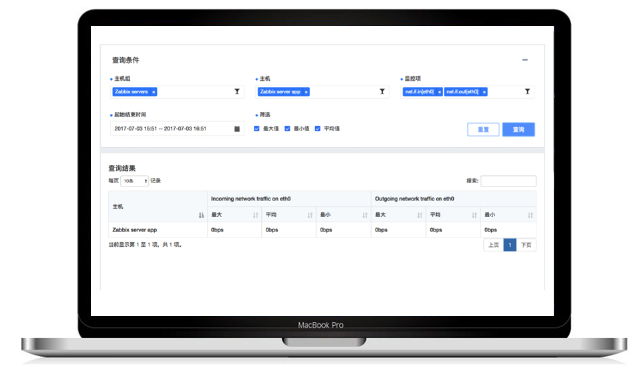 查询条件
主机组 主机 监控项
Zabbix servers × Zabbix server app × net.if.in[eth0] × net.if.out[eth0] ×
起始结束时间 筛选
2017-07-03 15:51 - 2017-07-03 16:51 最大值 最小值 平均值 重置 查询
查询结果
每页 10条 记录 搜索:
主机 Incoming network traffic on eth0 Outgoing network traffic on eth0
最大 平均 最小 最大 平均 最小
Zabbix server app 0bps 0bps 0bps 0bps 0bps 0bps
当前显示第 1 至 1 项，共 1 项。 上页 1 下页
MacBook Pro